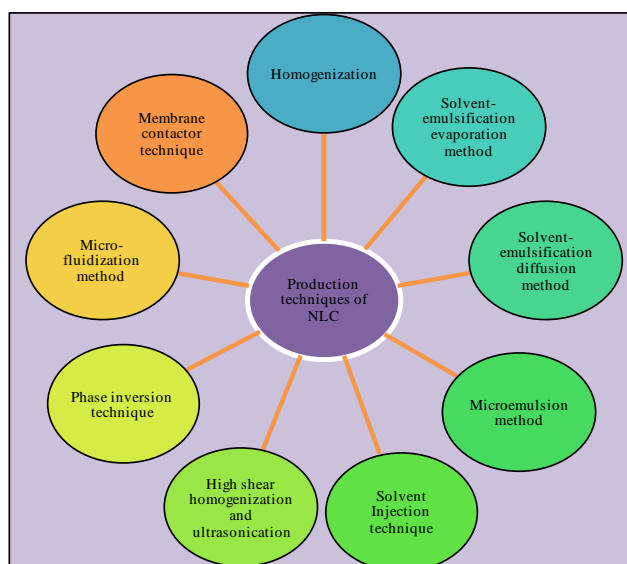 Homogenization
Solvent-
emulsification
evaporation
method
Solvent-
emulsification
diffusion
method
Microemulsion
method
Solvent
Injection
technique
High shear
homogenization
and
ultrasonication
Phase inversion
technique
Micro-
fluidization
method
Membrane
contactor
technique
Production
techniques of
NLC